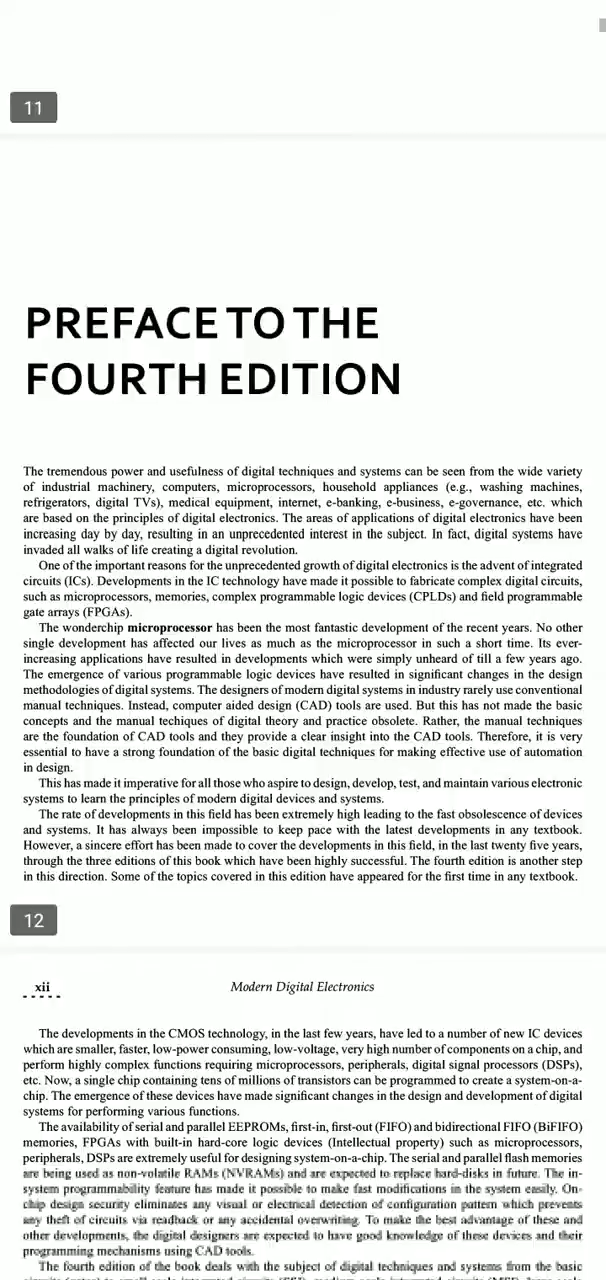 11
PREFACE TO THE
FOURTH EDITION
The tremendous power and usefulness of digital techniques and systems can be seen from the wide variety
of industrial machinery, computers, microprocessors, household appliances (e.g., washing machines,
refrigerators, digital TVs), medical equipment, internet, e-banking, e-business, e-governance, etc. which
are based on the principles of digital electronics. The areas of applications of digital electronics have been
increasing day by day, resulting in an unprecedented interest in the subject. In fact, digital systems have
invaded all walks of life creating a digital revolution.
One of the important reasons for the unprecedented growth of digital electronics is the advent of integrated
circuits (ICs). Developments in the IC technology have made it possible to fabricate complex digital circuits,
such as microprocessors, memories, complex programmable logic devices (CPLDs) and field programmable
gate arrays (FPGAs).
The wonderchip microprocessor has been the most fantastic development of the recent years. No other
single development has affected our lives as much as the microprocessor in such a short time. Its ever-
increasing applications have resulted in developments which were simply unheard of till a few years ago.
The emergence of various programmable logic devices have resulted in significant changes in the design
methodologies of digital systems. The designers of modern digital systems in industry rarely use conventional
manual techniques. Instead, computer aided design (CAD) tools are used. But this has not made the basic
concepts and the manual techiques of digital theory and practice obsolete. Rather, the manual techniques
are the foundation of CAD tools and they provide a clear insight into the CAD tools. Therefore, it is very
essential to have a strong foundation of the basic digital techniques for making effective use of automation
in design.
This has made it imperative for all those who aspire to design, develop, test, and maintain various electronic
systems to learn the principles of modern digital devices and systems.
The rate of developments in this field has been extremely high leading to the fast obsolescence of devices
and systems. It has always been impossible to keep pace with the latest developments in any textbook.
However, a sincere effort has been made to cover the developments in this field, in the last twenty five years,
through the three editions of this book which have been highly successful. The fourth edition is another step
in this direction. Some of the topics covered in this edition have appeared for the first time in any textbook.
12
xii Modern Digital Electronics
The developments in the CMOS technology, in the last few years, have led to a number of new IC devices
which are smaller, faster, low-power consuming, low-voltage, very high number of components on a chip, and
perform highly complex functions requiring microprocessors, peripherals, digital signal processors (DSPs),
etc. Now, a single chip containing tens of millions of transistors can be programmed to create a system-on-a-
chip. The emergence of these devices have made significant changes in the design and development of digital
systems for performing various functions.
The availability of serial and parallel EEPROMs, first-in, first-out (FIFO) and bidirectional FIFO (BiFIFO)
memories, FPGAs with built-in hard-core logic devices (Intellectual property) such as microprocessors,
peripherals, DSPs are extremely useful for designing system-on-a-chip. The serial and parallel flash memories
are being used as non-volatile RAMs (NVRAMs) and are expected to replace hard-disks in future. The in-
system programmability feature has made it possible to make fast modifications in the system easily. On-
chip design security eliminates any visual or electrical detection of configuration pattern which prevents
any theft of circuits via readback or any accidental overwriting. To make the best advantage of these and
other developments, the digital designers are expected to have good knowledge of these devices and their
programming mechanisms using CAD tools.
The fourth edition of the book deals with the subject of digital techniques and systems from the basic